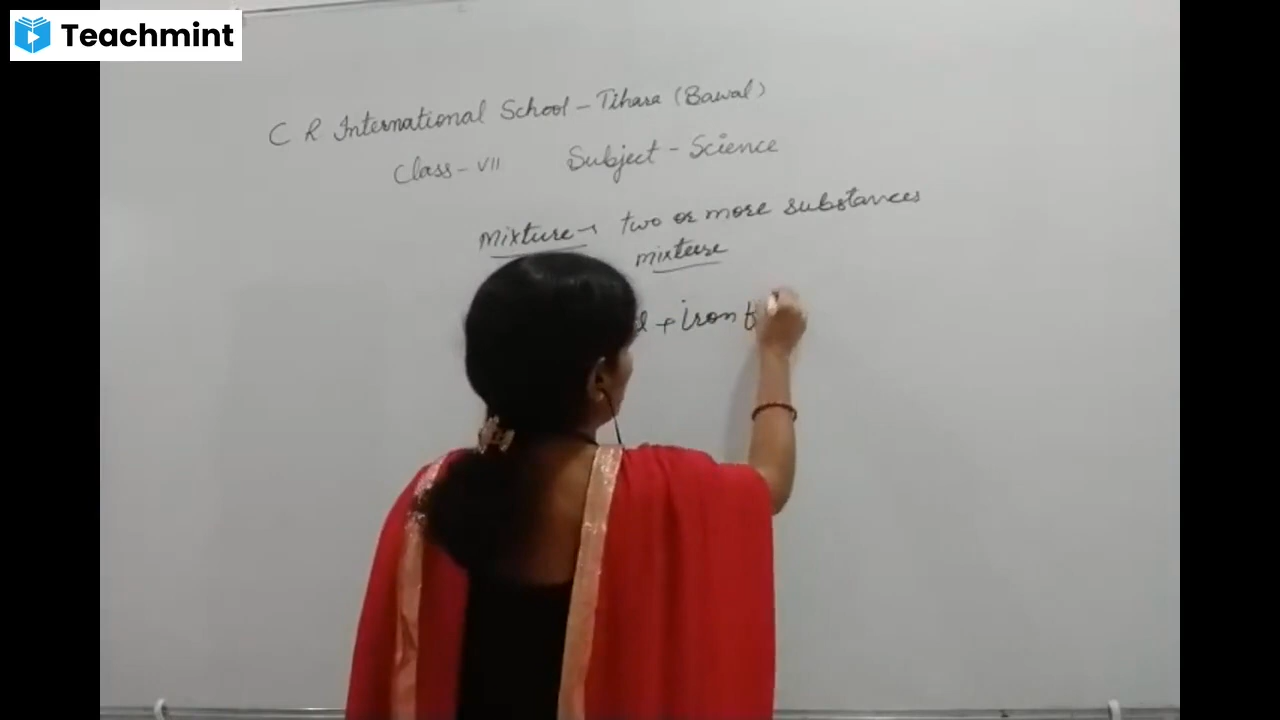 Teachmint
C R International School - Tihara (Bawal)
Class - VII Subject - Science
Mixture → two or more substances
mixture
+ iron